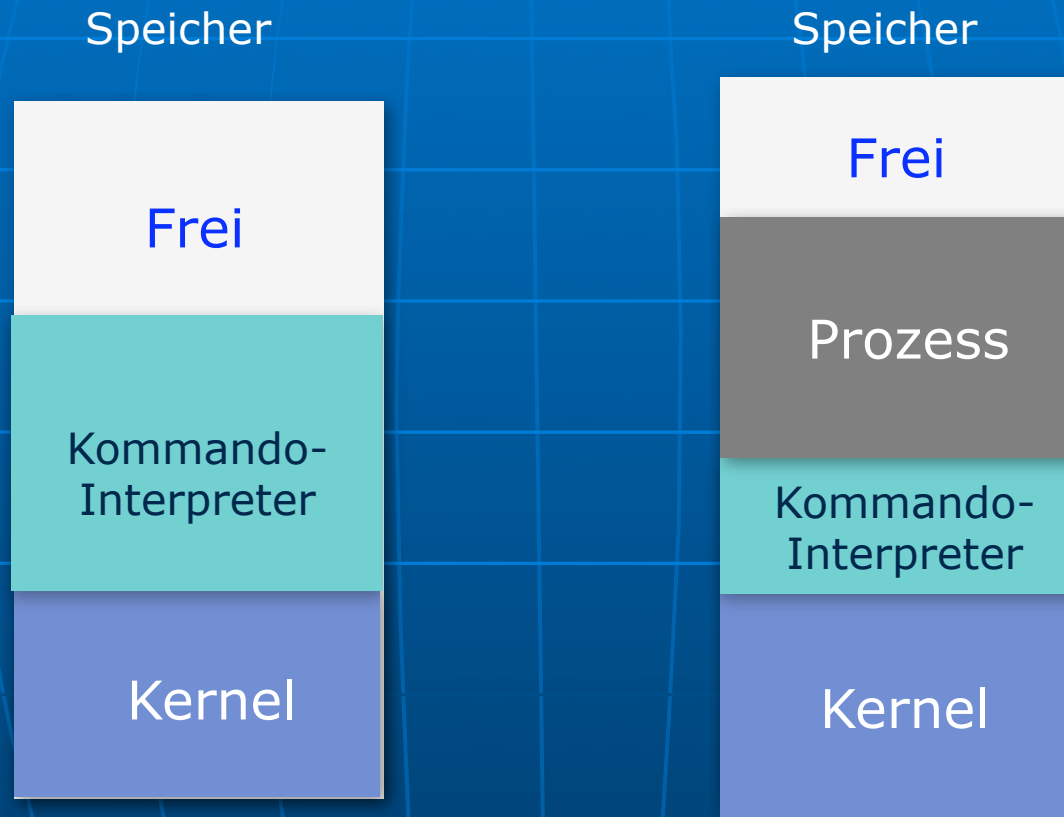 Speicher
Frei
Kommando-
Interpreter
Kernel
Speicher
Frei
Prozess
Kommando-
Interpreter
Kernel